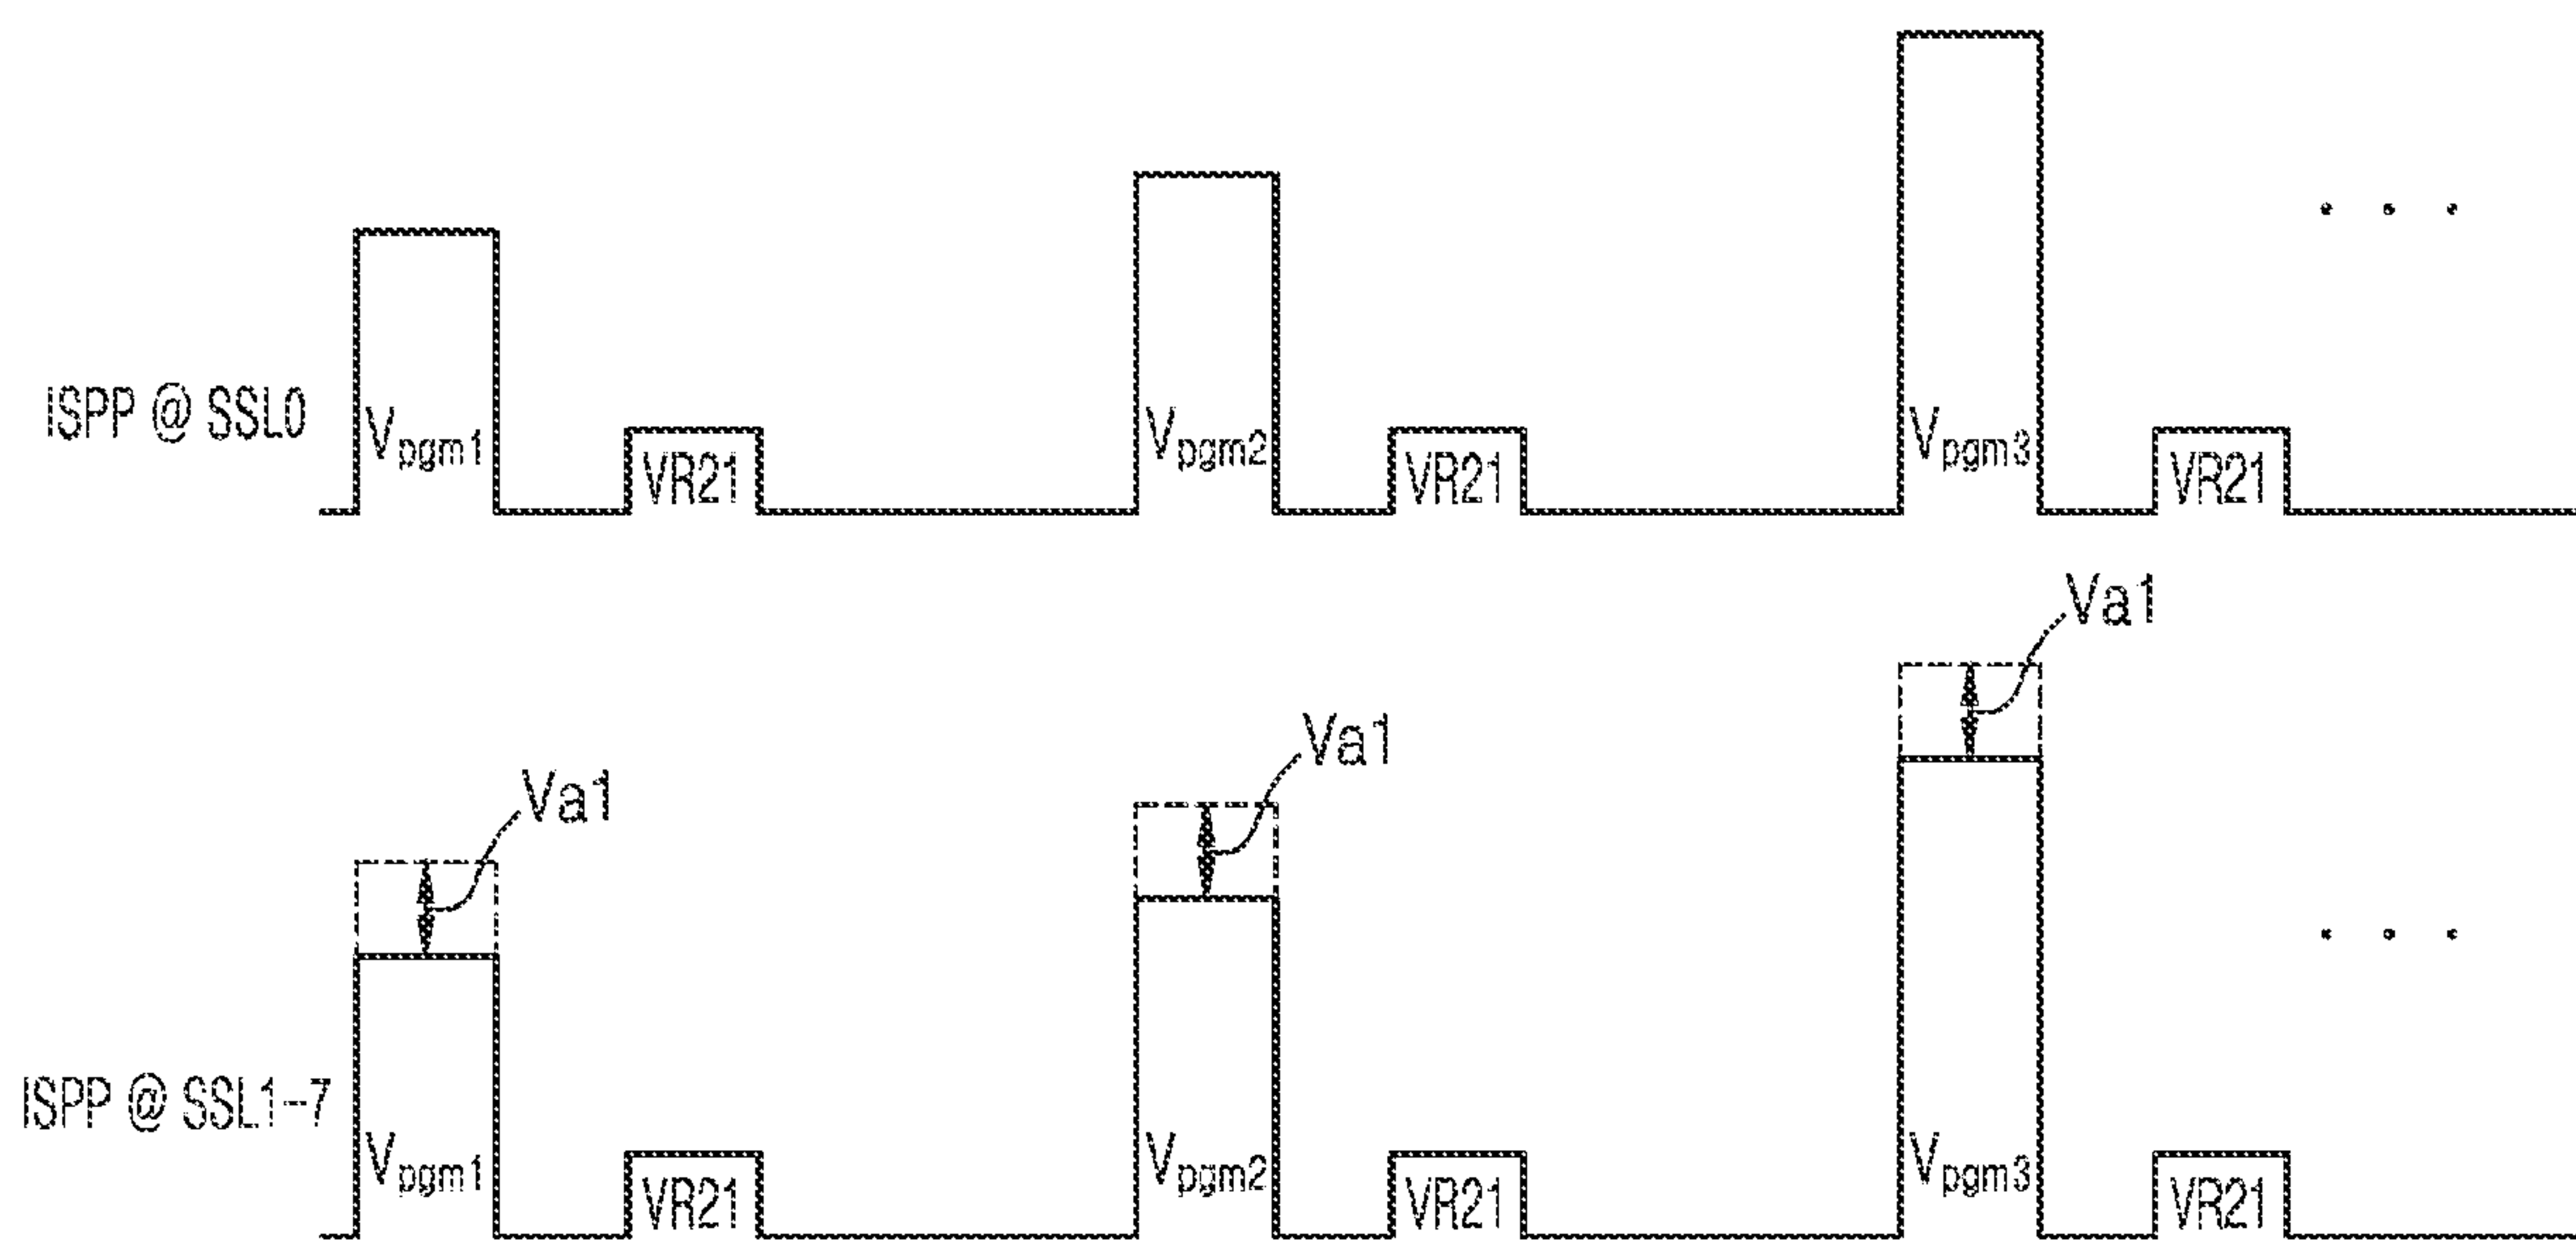 ISPP @ SSL0
Vpgm1
VR21
Vpgm2
VR21
Vpgm3
VR21
. . .
Va1
Va1
Va1
ISPP @ SSL1-7
Vpgm1
VR21
Vpgm2
VR21
Vpgm3
VR21
. . .